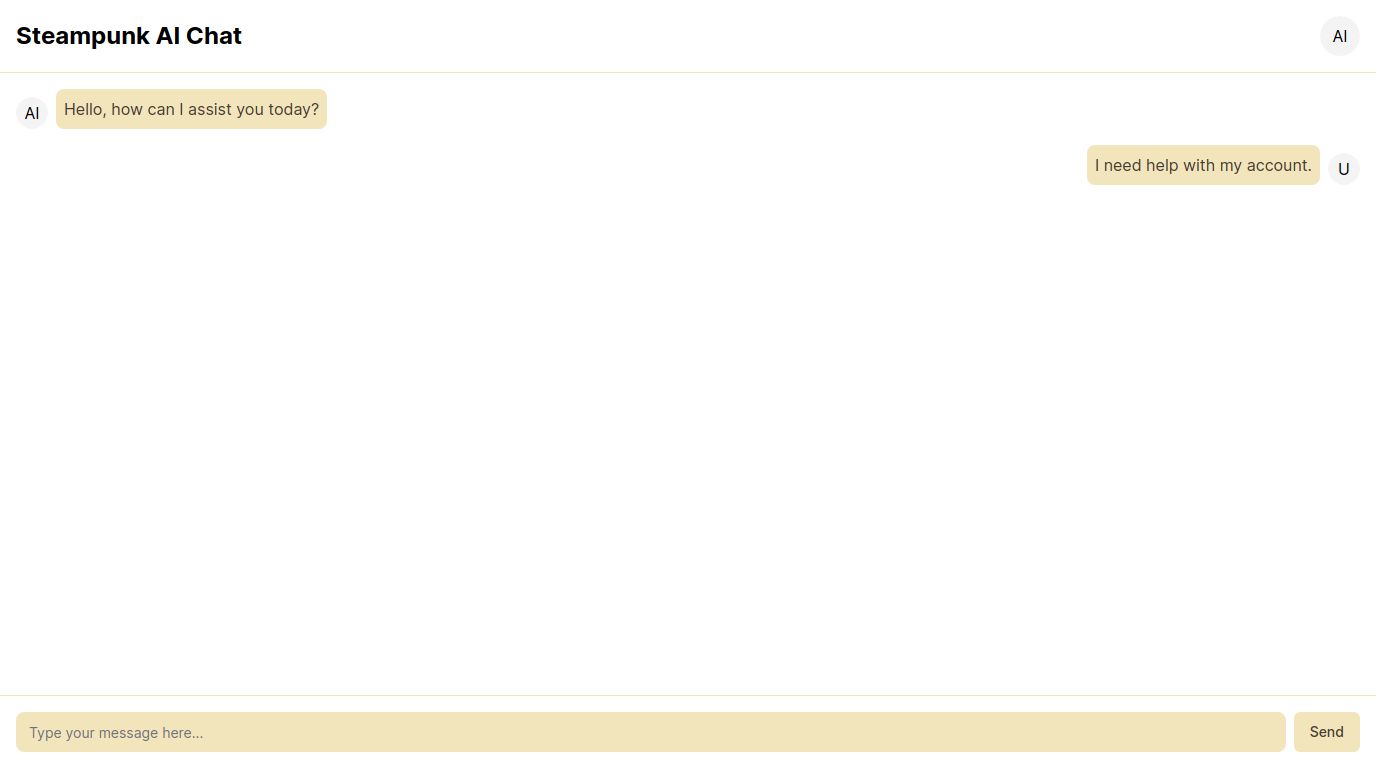 Steampunk AI Chat
AI
AI
Hello, how can I assist you today?
I need help with my account.
U
Type your message here...
Send